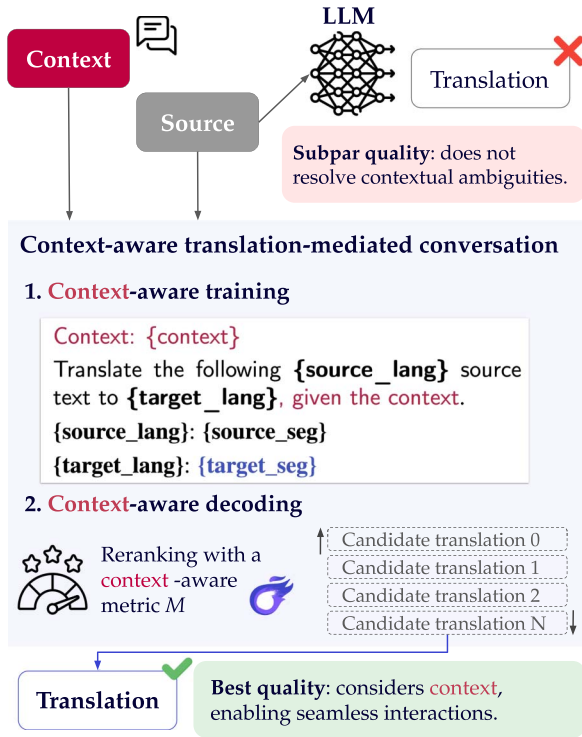 LLM
Context
Translation
Source
Subpar quality: does not
resolve contextual ambiguities.
Context-aware translation-mediated conversation
1. Context-aware training
Context: {context}
Translate the following {source_lang} source
text to {target_lang}, given the context.
{source_lang}: {source_seg}
{target_lang}: {target_seg}
2. Context-aware decoding
Reranking with a
context -aware
metric M
Candidate translation 0
Candidate translation 1
Candidate translation 2
Candidate translation N
Translation
Best quality: considers context,
enabling seamless interactions.